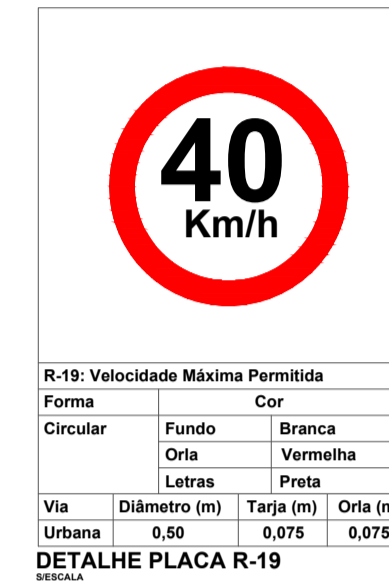 40
Km/h
R-19: Velocidade Máxima Permitida
Forma Cor
Circular Fundo Branca
Orla Vermelha
Letras Preta
Via Diâmetro (m) Tarja (m) Orla (m
Urbana 0,50 0,075 0,075
DETALHE PLACA R-19
S/ESCALA